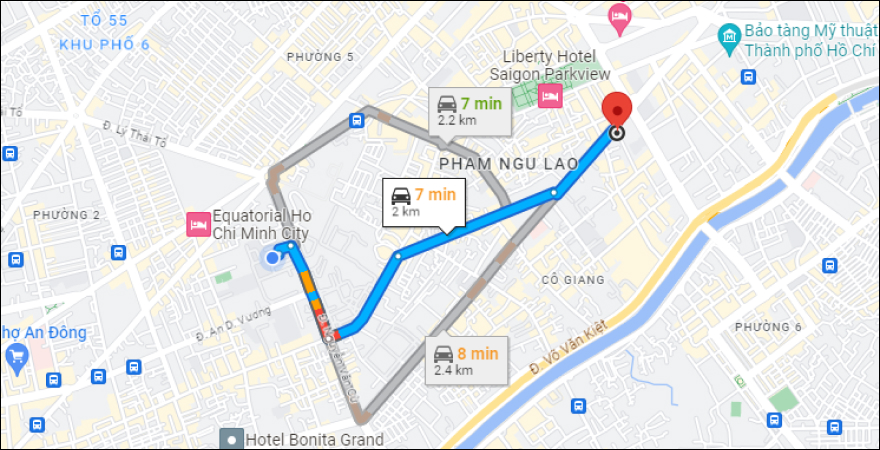 TỔ 55
KHU PHỐ 6
PHƯỜNG 5
Liberty Hotel
Saigon Parkview
Bảo tàng Mỹ thuật
Thành phố Hồ Chí
7 min
2.2 km
Đ. Lý Thái Tổ
PHAM NGU LAO
7 min
2 km
PHƯỜNG 2
Equatorial Ho
Chi Minh City
CÔ GIANG
Đ. An D. Vương
Đ. Nguyễn Văn Cừ
ợ An Đông
Đ. Võ Văn Kiệt
PHƯỜNG 6
8 min
2.4 km
Hotel Bonita Grand